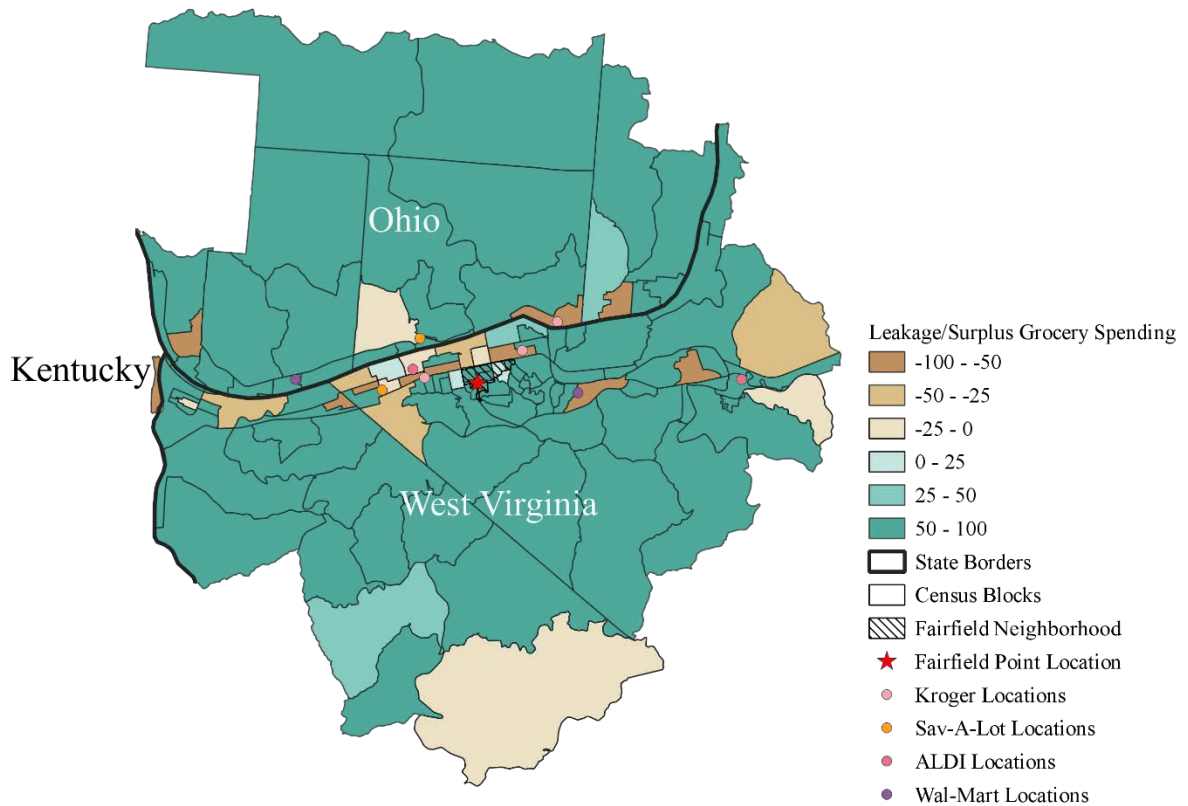 Ohio
Kentucky
West Virginia
Leakage/Surplus Grocery Spending
-100 - -50
-50 - -25
-25 - 0
0 - 25
25 - 50
50 - 100
State Borders
Census Blocks
Fairfield Neighborhood
Fairfield Point Location
Kroger Locations
Sav-A-Lot Locations
ALDI Locations
Wal-Mart Locations